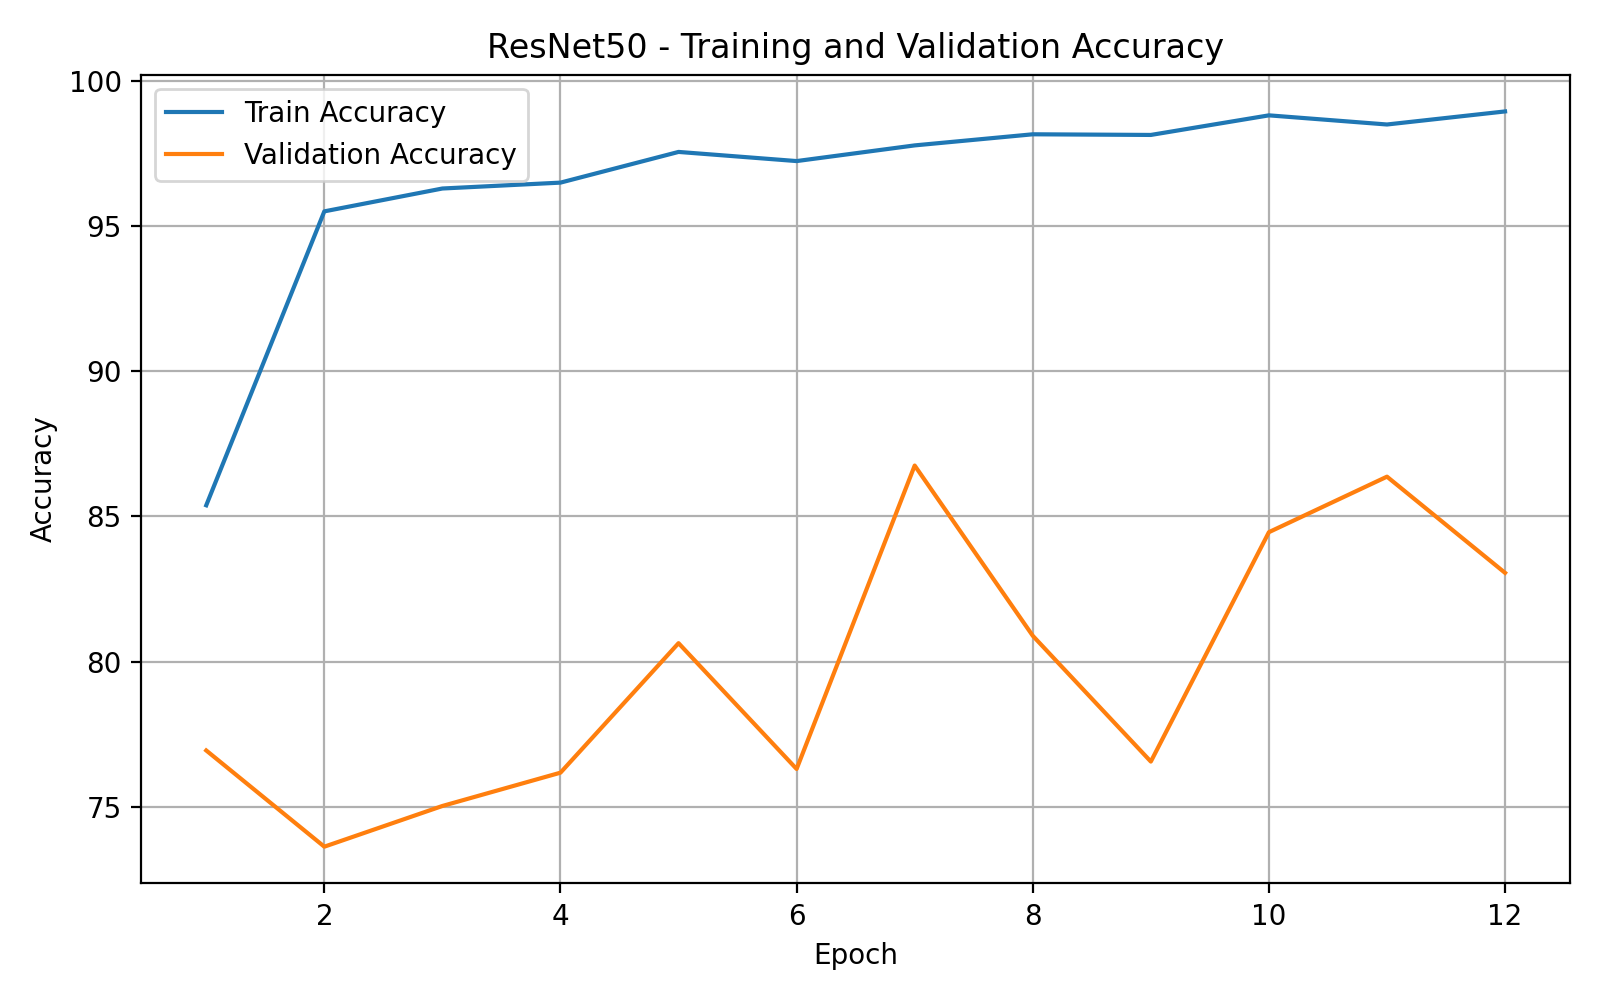 ResNet50 - Training and Validation Accuracy
Train Accuracy
Validation Accuracy
100
95
90
85
80
75
Accuracy
2 4 6 8 10 12
Epoch